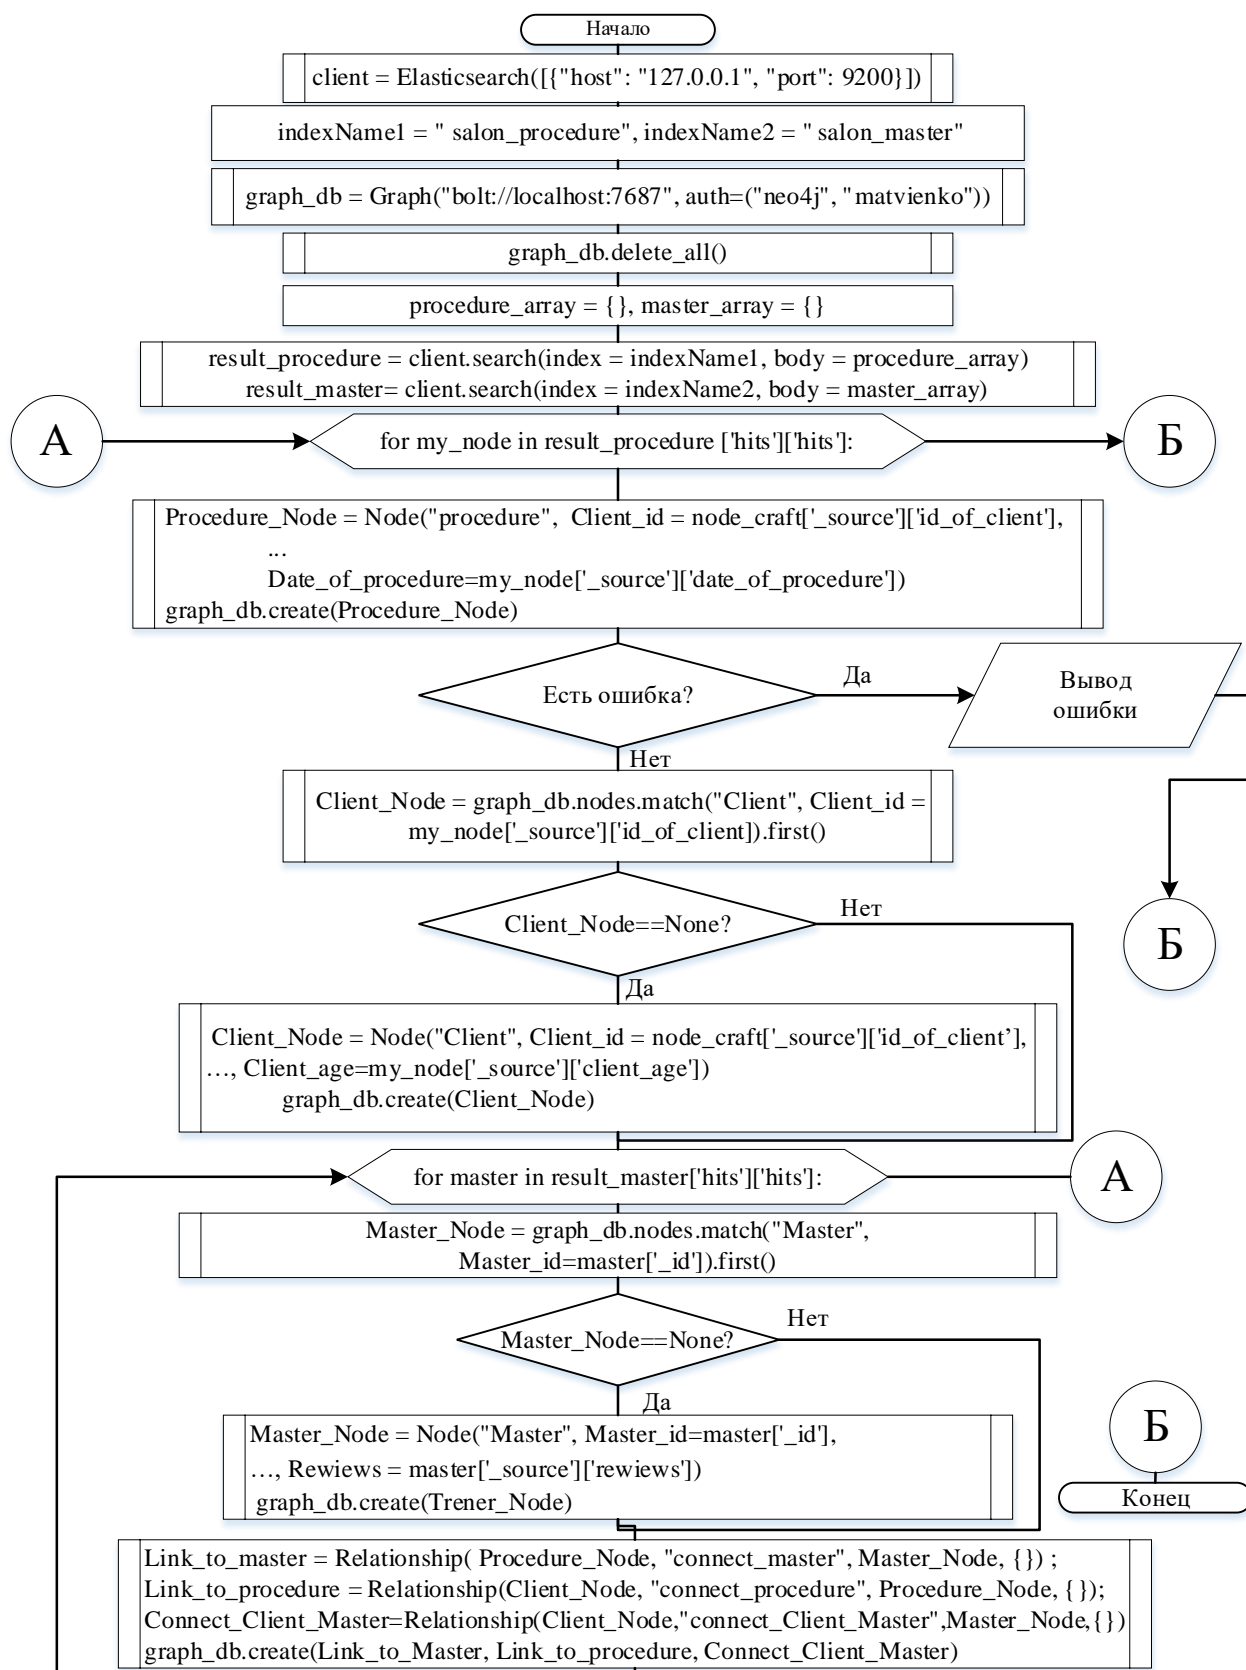 Начало
client = Elasticsearch([{"host": "127.0.0.1", "port": 9200}])
indexName1 = " salon_procedure", indexName2 = " salon_master"
graph_db = Graph("bolt://localhost:7687", auth=("neo4j", "matvienko"))
graph_db.delete_all()
procedure_array = {}, master_array = {}
result_procedure = client.search(index = indexName1, body = procedure_array)
result_master= client.search(index = indexName2, body = master_array)
А
for my_node in result_procedure ['hits']['hits']:
Б
Procedure_Node = Node("procedure", Client_id = node_craft['_source']['id_of_client'],
...
Date_of_procedure=my_node['_source']['date_of_procedure'])
graph_db.create(Procedure_Node)
Есть ошибка?
Да
Вывод
ошибки
Нет
Client_Node = graph_db.nodes.match("Client", Client_id =
my_node['_source']['id_of_client]).first()
Client_Node==None?
Нет
Б
Да
Client_Node = Node("Client", Client_id = node_craft['_source']['id_of_client’],
…, Client_age=my_node['_source']['client_age'])
graph_db.create(Client_Node)
for master in result_master['hits']['hits']:
А
Master_Node = graph_db.nodes.match("Master",
Master_id=master['_id']).first()
Master_Node==None?
Нет
Да
Master_Node = Node("Master", Master_id=master['_id'],
…, Rewiews = master['_source']['rewiews'])
graph_db.create(Trener_Node)
Б
Конец
Link_to_master = Relationship( Procedure_Node, "connect_master", Master_Node, {}) ;
Link_to_procedure = Relationship(Client_Node, "connect_procedure", Procedure_Node, {});
Connect_Client_Master=Relationship(Client_Node,"connect_Client_Master",Master_Node,{})
graph_db.create(Link_to_Master, Link_to_procedure, Connect_Client_Master)